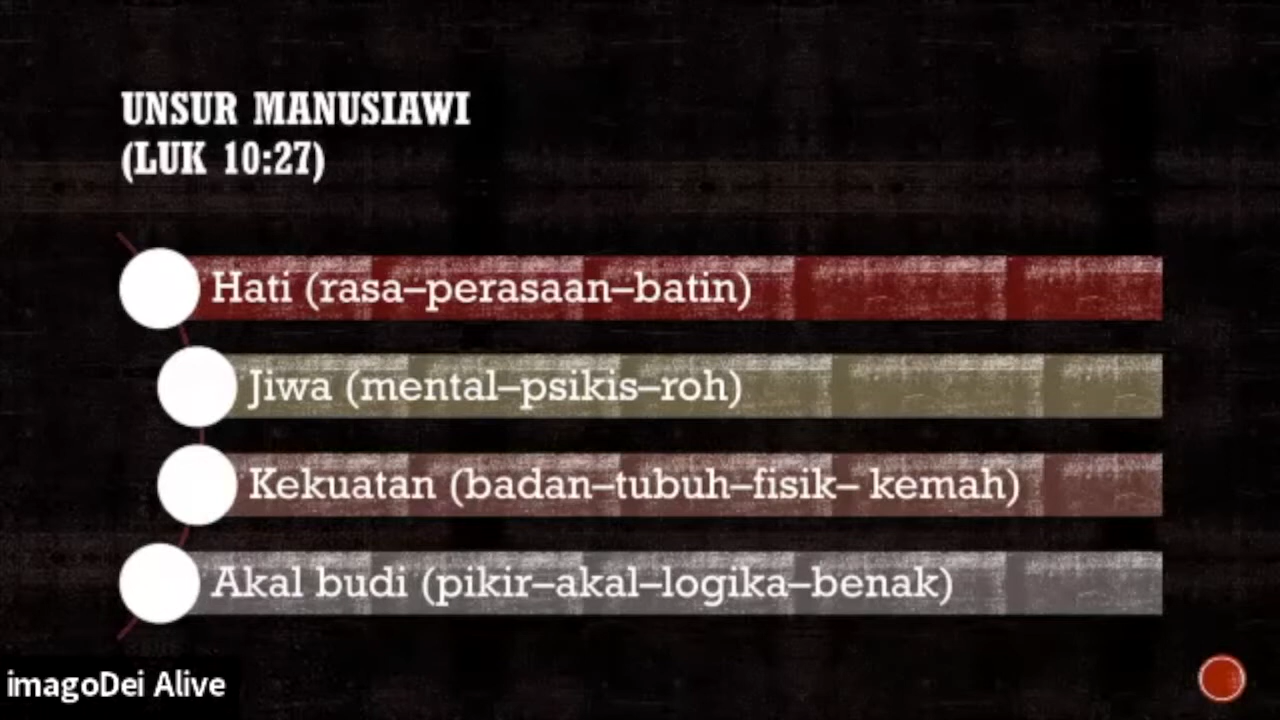 UNSUR MANUSIAWI
(LUK 10:27)
Hati (rasa–perasaan–batin)
Jiwa (mental–psikis–roh)
Kekuatan (badan–tubuh–fisik– kemah)
Akal budi (pikir–akal–logika–benak)
imagoDei Alive